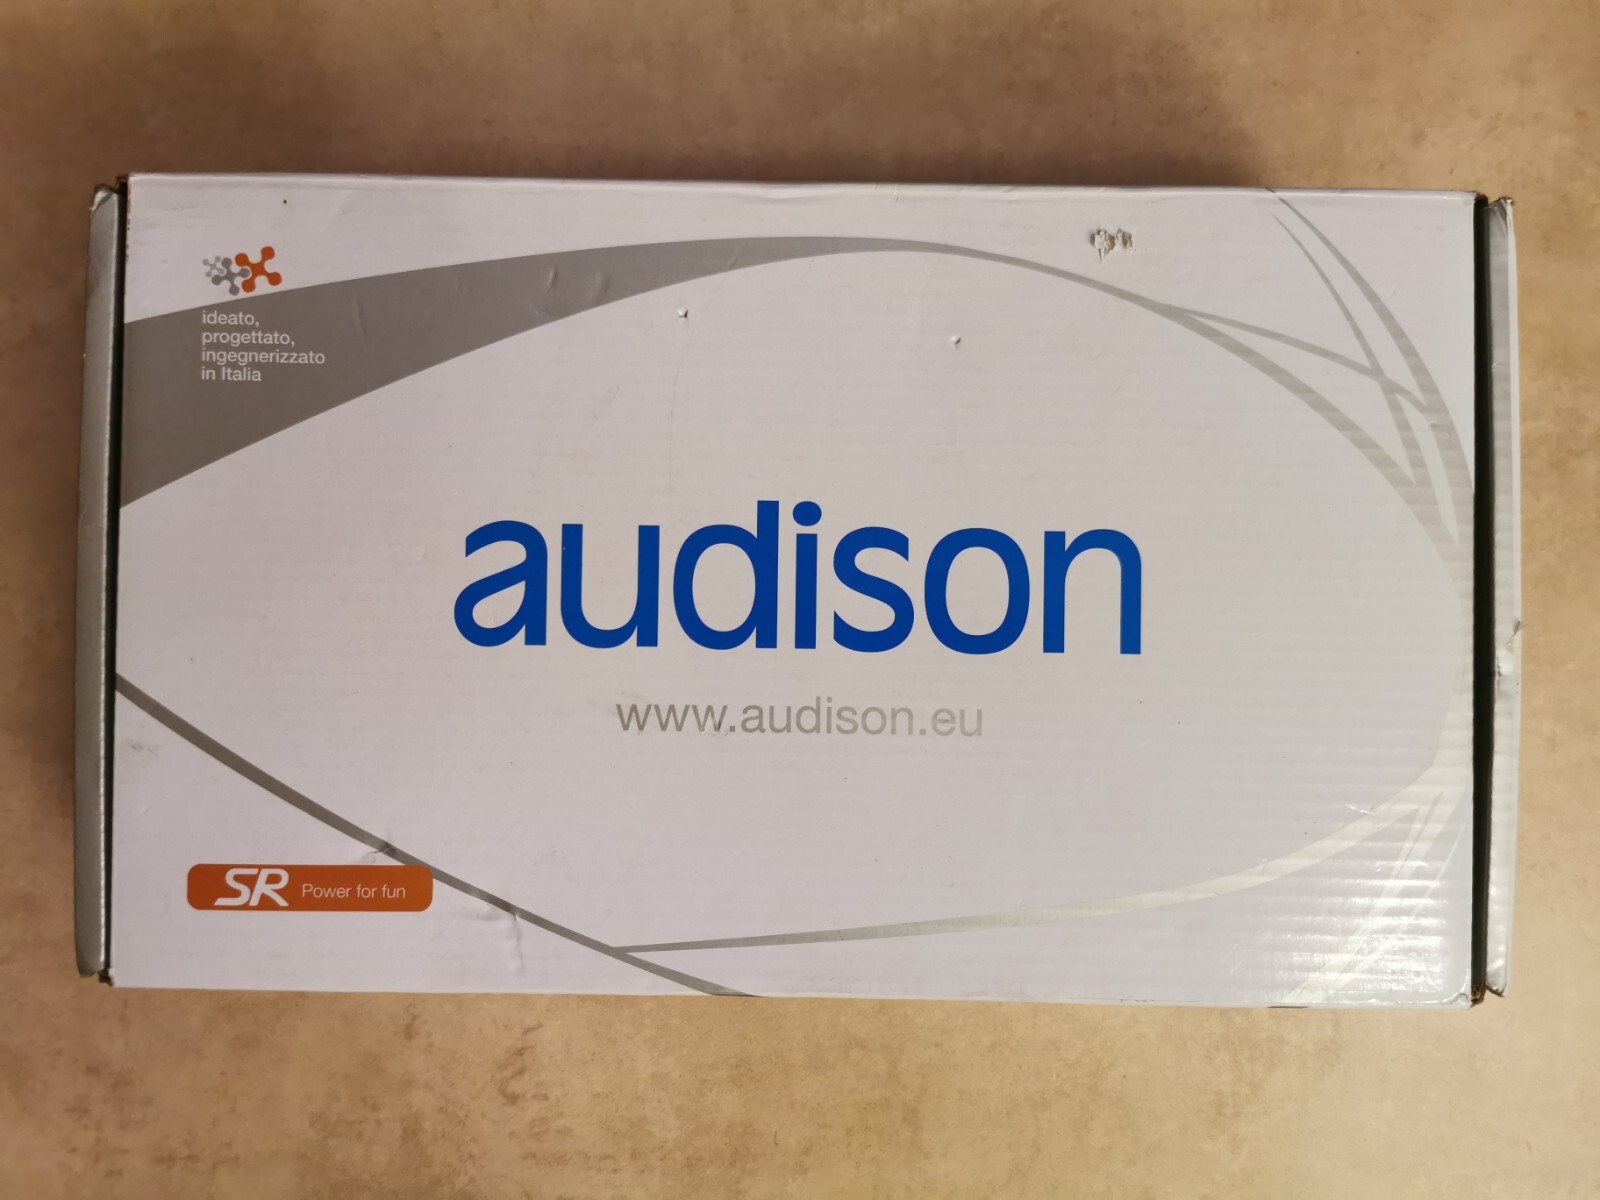 ideato,
progettato,
ingegnerizzato
in Italia
audison
www.audison.eu
SR Power for fun